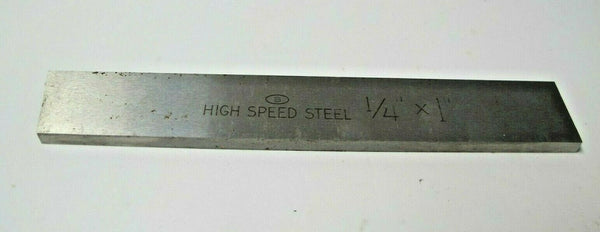 HIGH SPEED STEEL 1/4" × 1"